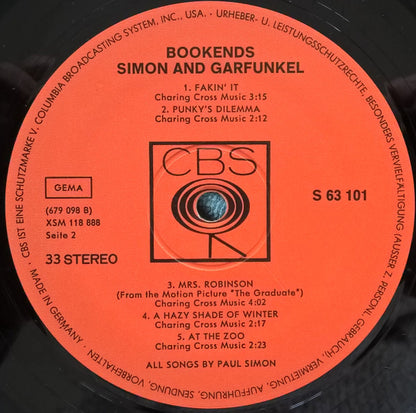 BOOKENDS
SIMON AND GARFUNKEL
1. FAKIN' IT
Charing Cross Music 3:15
2. PUNKY'S DILEMMA
Charing Cross Music 2:12
CBS
GEMA
S 63 101
(679 098 B)
XSM 118 888
Seite 2
33 STEREO
3. MRS. ROBINSON
(From the Motion Picture "The Graduate")
Charing Cross Music 4:02
4. A HAZY SHADE OF WINTER
Charing Cross Music 2:17
5. AT THE ZOO
Charing Cross Music 2:23
ALL SONGS BY PAUL SIMON
CBS IST EINE SCHUTZMARKE V. COLUMBIA BROADCASTING SYSTEM, INC., USA. - URHEBER- U. LEISTUNGSSCHUTZRECHTE, BESONDERS VERVIELFÄLTIGUNG (AUSSER Z. PERSÖNL. GEBRAUCH), VERMIETUNG, AUFFÜHRUNG, SENDUNG, VORBEHALTEN - MADE IN GERMANY